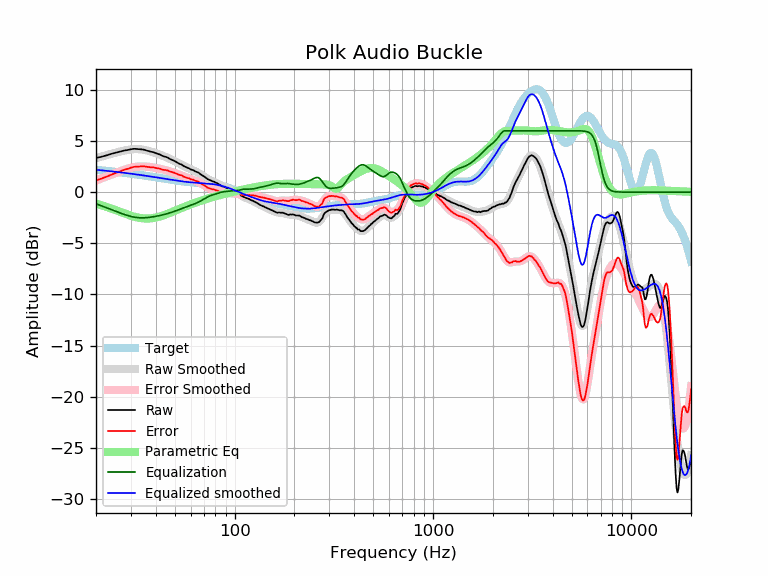 Polk Audio Buckle
10
5
0
−5
−10
−15
−20
−25
−30
Amplitude (dBr)
Target
Raw Smoothed
Error Smoothed
Raw
Error
Parametric Eq
Equalization
Equalized smoothed
100
1000
10000
Frequency (Hz)